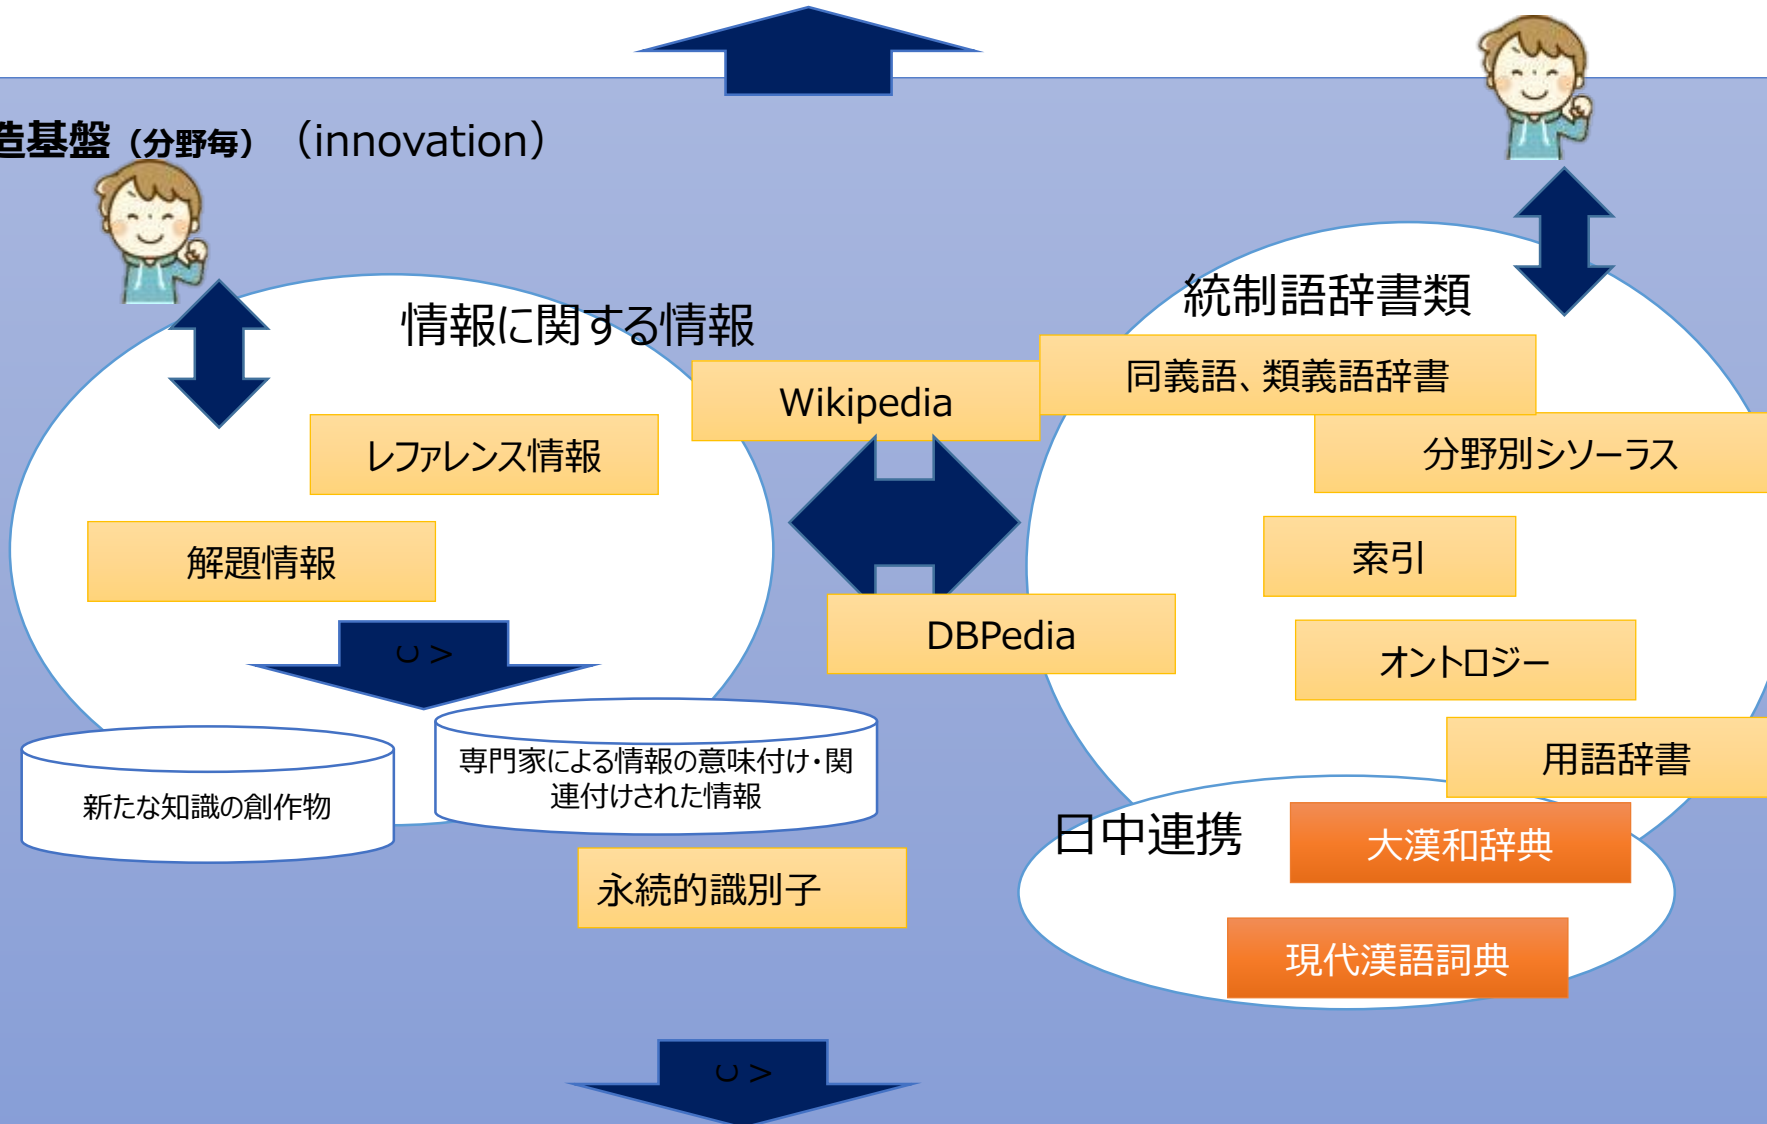 造基盤（分野毎）（innovation）
情報に関する情報
統制語辞書類
Wikipedia
同義語、類義語辞書
レファレンス情報
分野別シソーラス
解題情報
索引
DBPedia
オントロジー
用語辞書
専門家による情報の意味付け・関
連付けされた情報
新たな知識の創作物
日中連携
大漢和辞典
永続的識別子
現代漢語詞典